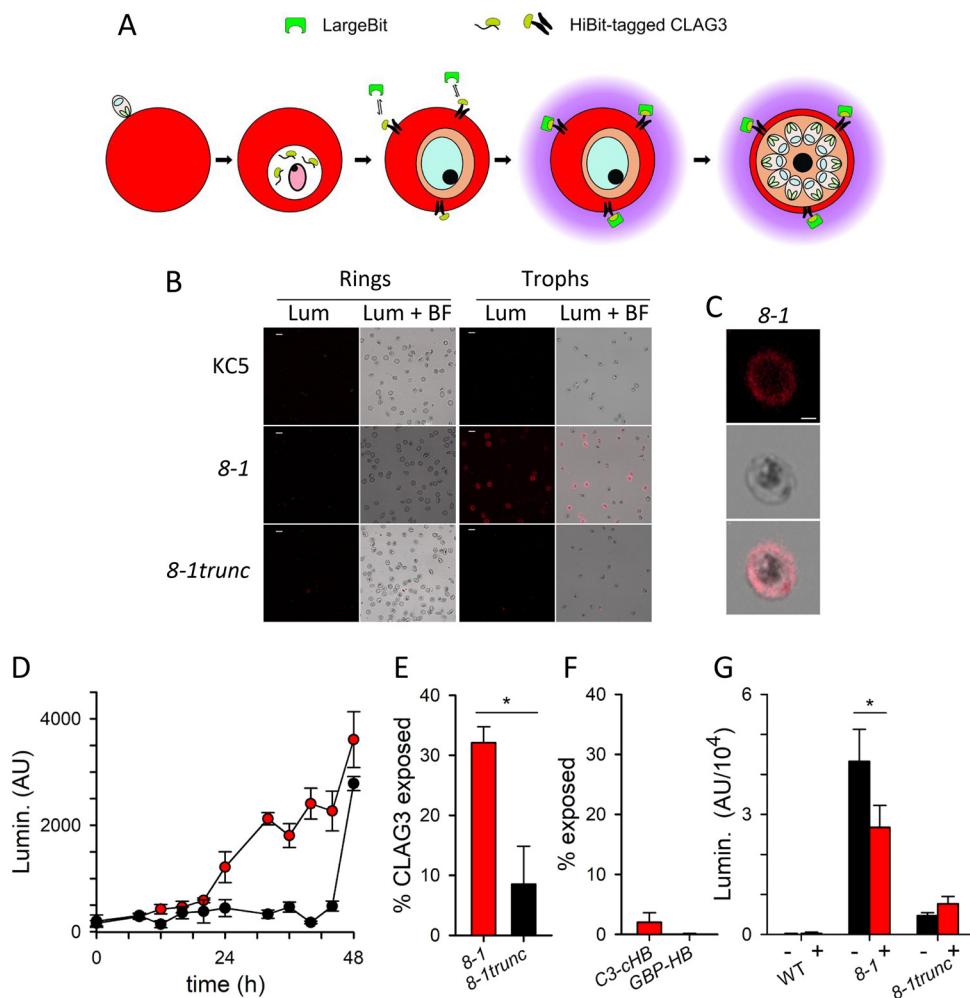 A
LargeBit
HiBit-tagged CLAG3
B
Rings
Trophs
Lum
Lum + BF
Lum
Lum + BF
KC5
8-1
8-1trunc
C
8-1
D
Lumin. (AU)
4000
2000
0
0
24
48
time (h)
E
% CLAG3 exposed
40
30
20
10
0
*
8-1
8-1trunc
F
% exposed
40
30
20
10
0
C3-cHB
GBP-HB
G
Lumin. (AU/10⁴)
6
3
0
*
- + - + - +
WT
8-1
8-1trunc